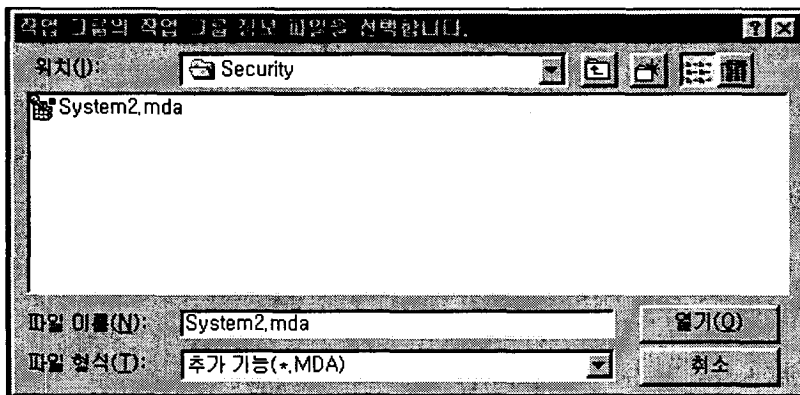 작업 그룹의 작업 그룹 정보 파일을 선택합니다.
위치(I): Security
System2.mda
파일 이름(N): System2.mda 열기(O)
파일 형식(T): 추가 기능(*.MDA) 취소